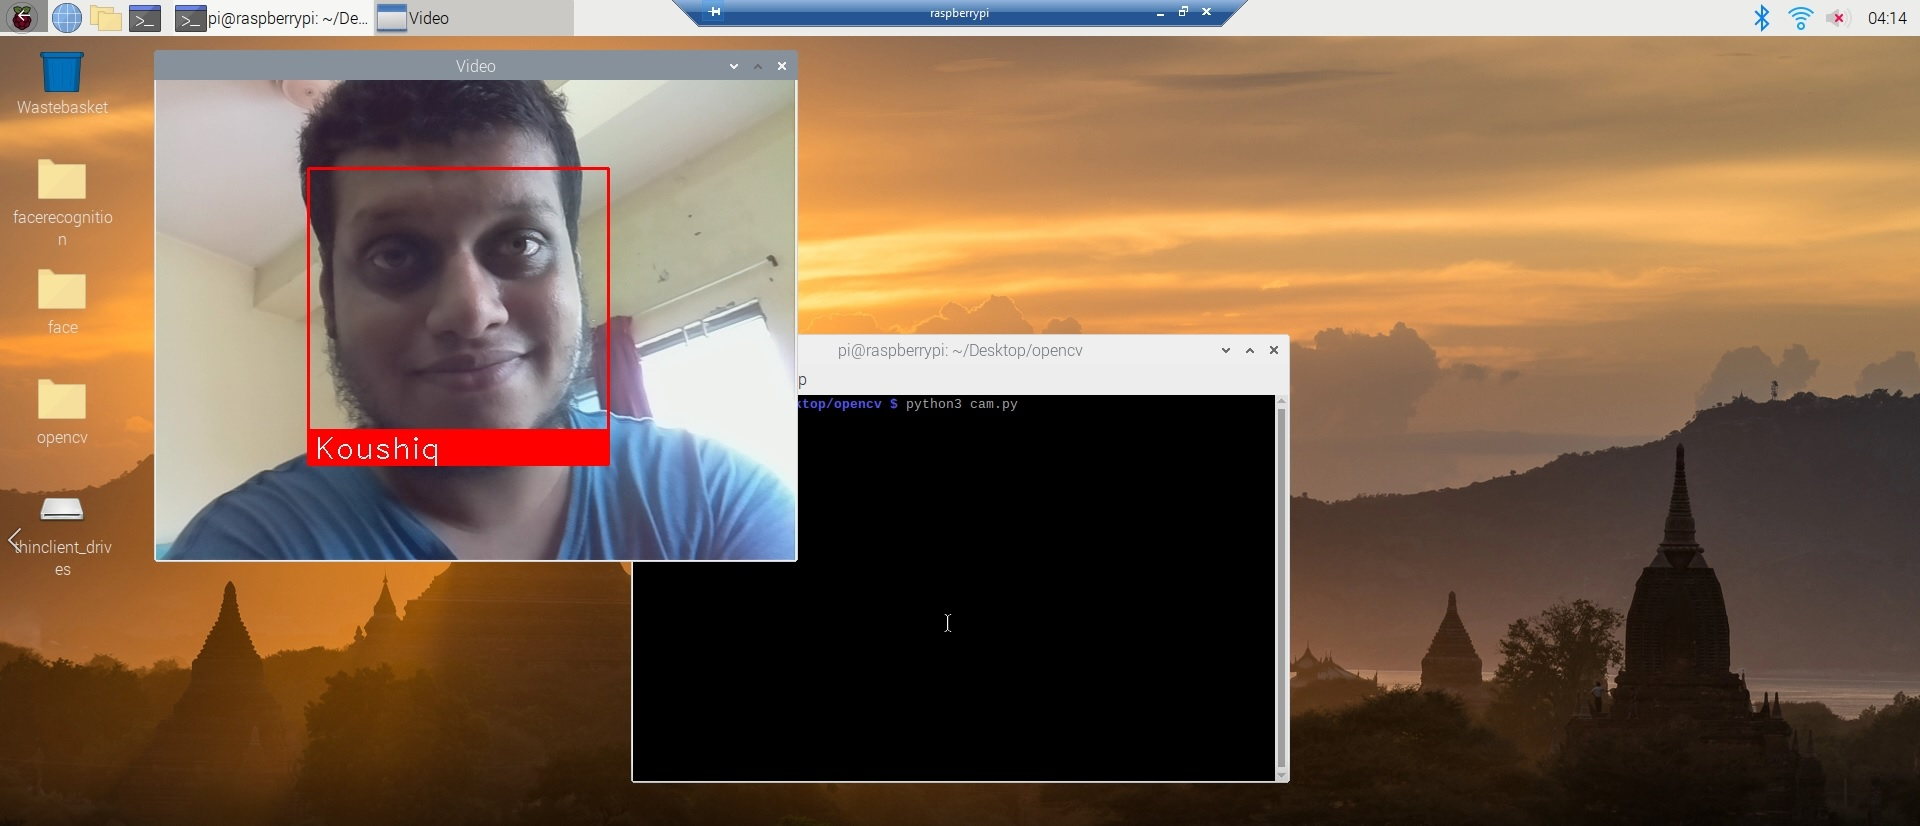 pi@raspberrypi: ~/De...
Video
raspberrypi
04:14
Wastebasket
facerecognitio
n
face
opencv
thinclient_driv
es
Video
Koushiq
pi@raspberrypi: ~/Desktop/opencv
p
ktop/opencv $ python3 cam.py